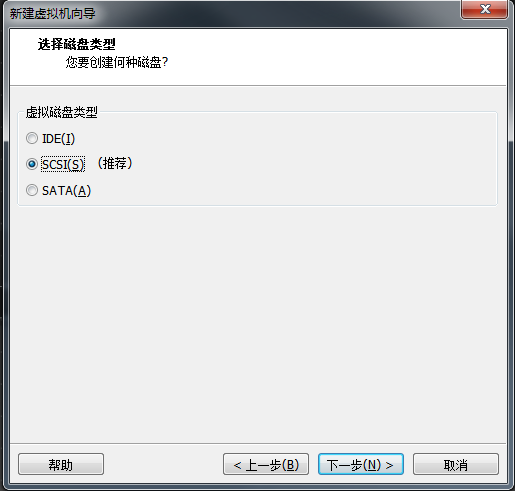 新建虚拟机向导
选择磁盘类型
您要创建何种磁盘?
虚拟磁盘类型
IDE(I)
SCSI(S) （推荐）
SATA(A)
帮助
< 上一步(B)
下一步(N) >
取消